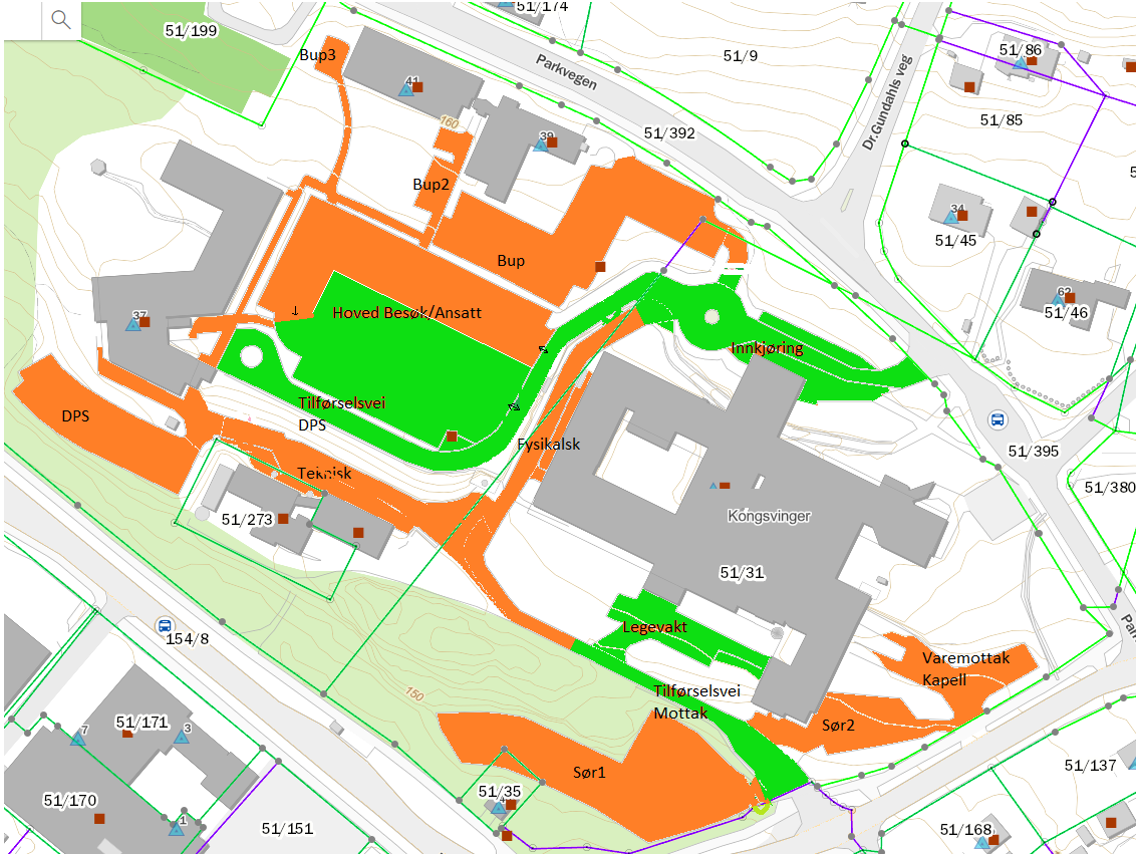 51/174
51/199
Bup3
51/9
51/86
Parkvegen
Dr.Gundahls veg
41
160
39
51/392
51/85
Bup2
34
51/45
Bup
62
51/46
37
Hoved Besøk/Ansatt
Innkjøring
Tilførselsvei
DPS
DPS
Fysikalsk
51/395
Teknisk
51/380
51/273
Kongsvinger
51/31
Legevakt
154/8
Varemottak
Kapell
Tilførselsvei
Mottak
150
Sør2
7
51/171
3
Sør1
51/137
51/35
51/170
1
51/151
51/168